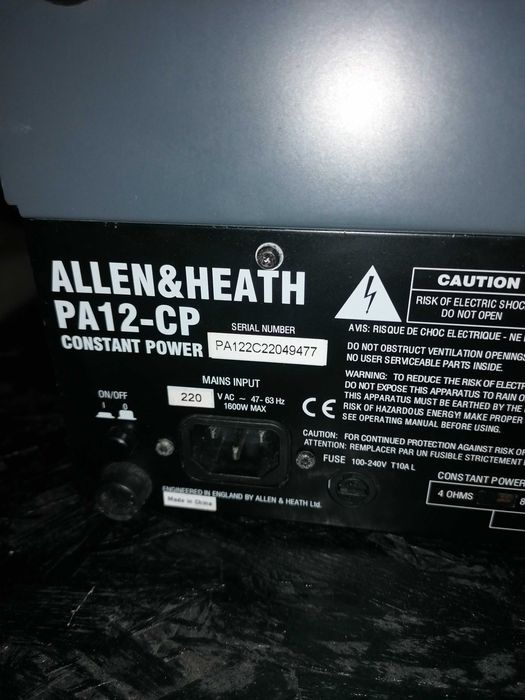 ALLEN&HEATH
PA12-CP
CONSTANT POWER
SERIAL NUMBER
PA122C22049477
MAINS INPUT
220 V AC ~ 47- 63 Hz
1600W MAX
ON/OFF
CE
FUSE 100-240V T10A L
ENGINEERED IN ENGLAND BY ALLEN & HEATH Ltd.
Made in China
CAUTION
RISK OF ELECTRIC SHOC
DO NOT OPEN
AVIS: RISQUE DE CHOC ELECTRIQUE - NE
DO NOT OBSTRUCT VENTILATION OPENINGS
NO USER SERVICEABLE PARTS INSIDE.
WARNING: TO REDUCE THE RISK OF ELECT
DO NOT EXPOSE THIS APPARATUS TO RAIN O
THIS APPARATUS MUST BE EARTHED BY THE
RISK OF HAZARDOUS ENERGY! MAKE PROPER
SEE OPERATING MANUAL BEFORE USING.
CAUTION: FOR CONTINUED PROTECTION AGAINST RISK OF
ATTENTION: REMPLACER PAR UN FUSIBLE STRICTEMENT
CONSTANT POWER
4 OHMS 8